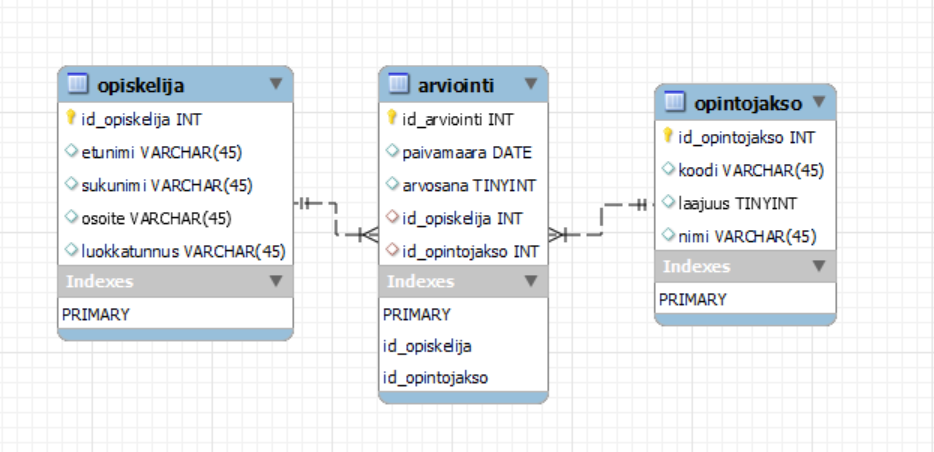 opiskelija
id_opiskelija INT
etunimi VARCHAR(45)
sukunimi VARCHAR(45)
osoite VARCHAR(45)
luokkatunnus VARCHAR(45)
Indexes
PRIMARY
arviointi
id_arviointi INT
paivamaara DATE
arvosana TINYINT
id_opiskelija INT
id_opintojakso INT
Indexes
PRIMARY
id_opiskelija
id_opintojakso
opintojakso
id_opintojakso INT
koodi VARCHAR(45)
laajuus TINYINT
nimi VARCHAR(45)
Indexes
PRIMARY